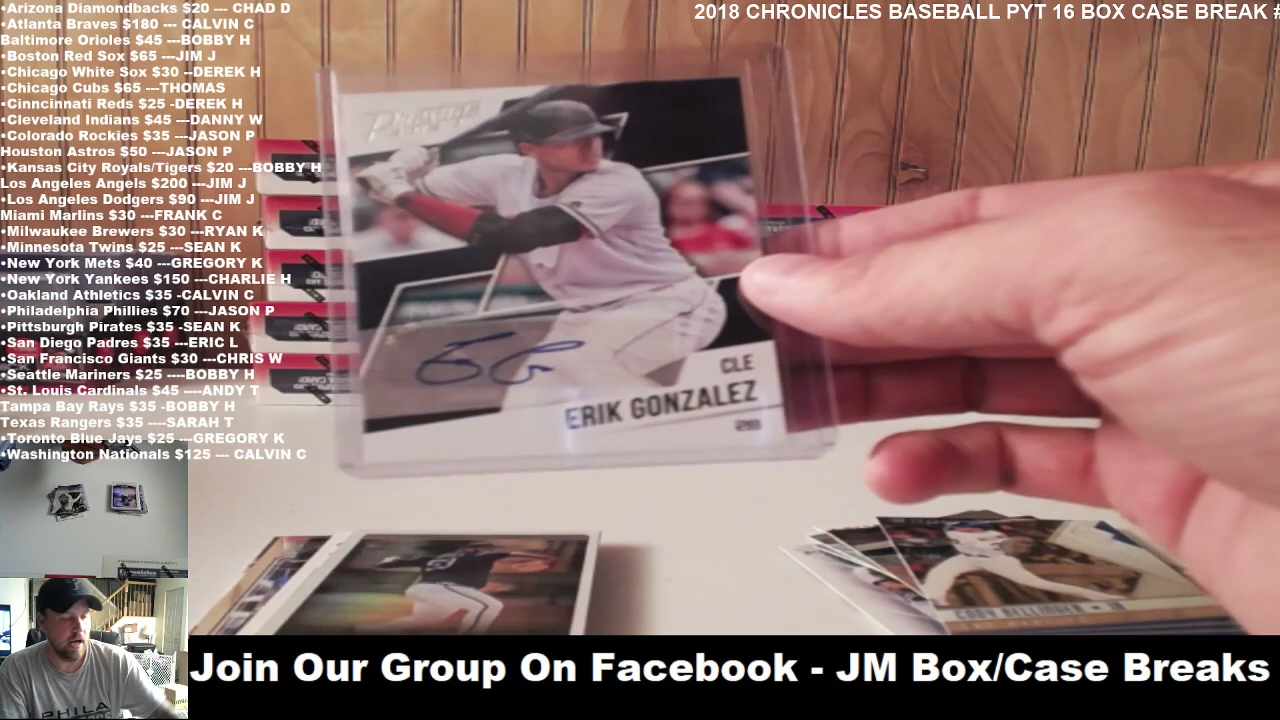 •Arizona Diamondbacks $20 --- CHAD D
•Atlanta Braves $180 --- CALVIN C
Baltimore Orioles $45 ---BOBBY H
•Boston Red Sox $65 ---JIM J
•Chicago White Sox $30 --DEREK H
•Chicago Cubs $65 ---THOMAS
•Cinncinnati Reds $25 -DEREK H
•Cleveland Indians $45 ---DANNY W
•Colorado Rockies $35 ---JASON P
Houston Astros $50 ---JASON P
•Kansas City Royals/Tigers $20 ---BOBBY H
Los Angeles Angels $200 ---JIM J
•Los Angeles Dodgers $90 ---JIM J
Miami Marlins $30 ---FRANK C
•Milwaukee Brewers $30 ---RYAN K
•Minnesota Twins $25 ---SEAN K
•New York Mets $40 ---GREGORY K
•New York Yankees $150 ---CHARLIE H
•Oakland Athletics $35 -CALVIN C
•Philadelphia Phillies $70 ---JASON P
•Pittsburgh Pirates $35 -SEAN K
•San Diego Padres $35 ---ERIC L
•San Francisco Giants $30 ---CHRIS W
•Seattle Mariners $25 ----BOBBY H
•St. Louis Cardinals $45 ----ANDY T
Tampa Bay Rays $35 -BOBBY H
Texas Rangers $35 ----SARAH T
•Toronto Blue Jays $25 ---GREGORY K
•Washington Nationals $125 --- CALVIN C
2018 CHRONICLES BASEBALL PYT 16 BOX CASE BREAK #
Prestige
CLE
ERIK GONZALEZ
CODY BELLINGER • 1B
PHILA
Join Our Group On Facebook - JM Box/Case Breaks